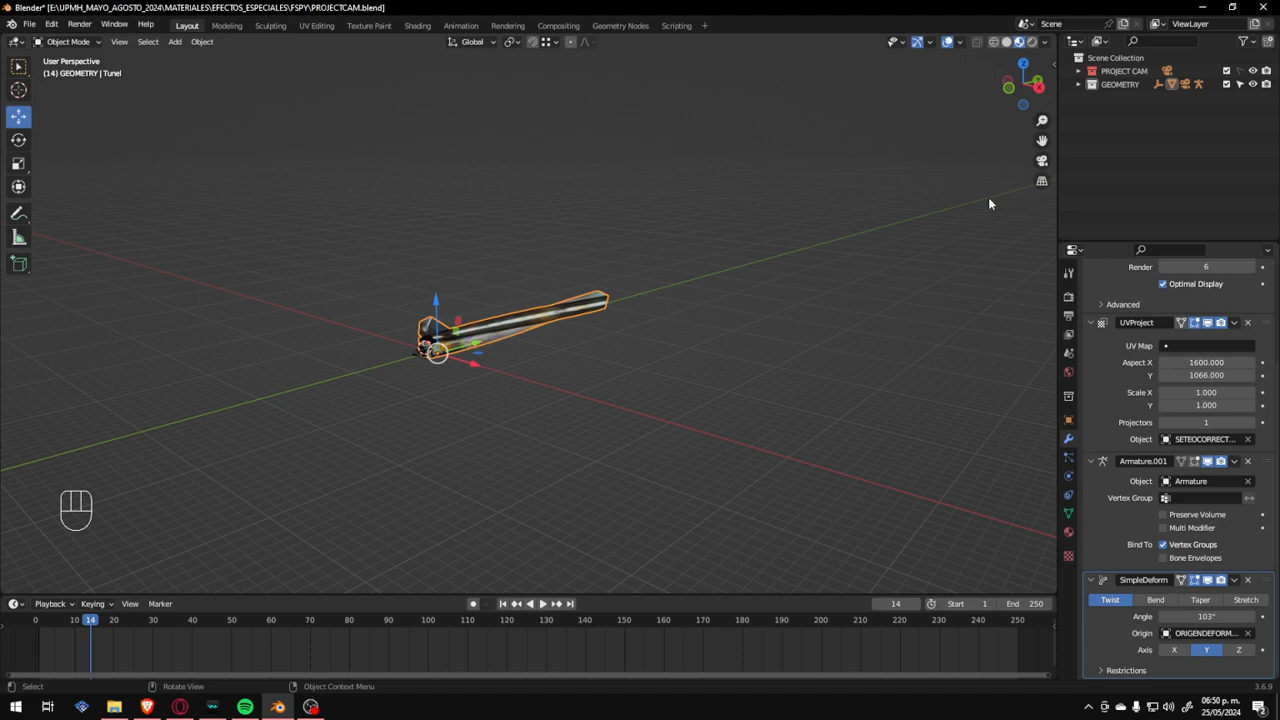 Blender* [E:\UPMH_MAYO_AGOSTO_2024\MATERIALES\EFECTOS_ESPECIALES\FSPY\PROJECTCAM.blend]
File Edit Render Window Help Layout Modeling Sculpting UV Editing Texture Paint Shading Animation Rendering Compositing Geometry Nodes Scripting + Scene ViewLayer
Object Mode View Select Add Object Global
User Perspective
(14) GEOMETRY | Tunel
Scene Collection
PROJECT CAM
GEOMETRY
Z
Y
X
Render 6
Optimal Display
Advanced
UVProject
UV Map
Aspect X 1600.000
Y 1066.000
Scale X 1.000
Y 1.000
Projectors 1
Object SETEOCORRECT...
Armature.001
Object Armature
Vertex Group
Preserve Volume
Multi Modifier
Bind To Vertex Groups
Bone Envelopes
SimpleDeform
Twist Bend Taper Stretch
Angle 103°
Origin ORIGENDEFORM...
Axis X Y Z
Restrictions
Playback Keying View Marker 14 Start 1 End 250
0 10 14 20 30 40 50 60 70 80 90 100 110 120 130 140 150 160 170 180 190 200 210 220 230 240 250
Select Rotate View Object Context Menu 3.6.9
06:50 p. m.
25/05/2024
2